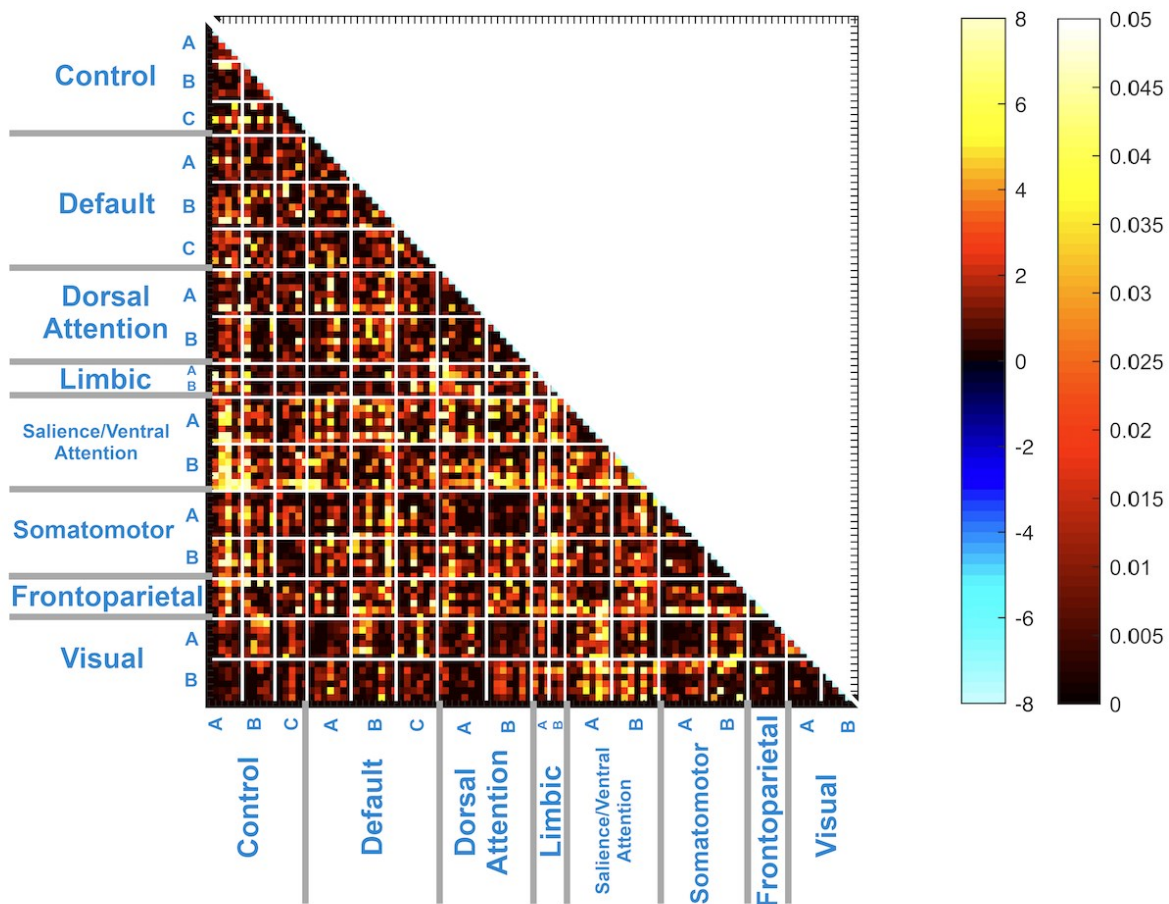 A
Control
B
C
A
Default
B
C
Dorsal
Attention
A
B
Limbic
A
B
Salience/Ventral
Attention
A
B
Somatomotor
A
B
Frontoparietal
Visual
A
B
A B C
Control
A B C
Default
A B
Dorsal
Attention
A B
Limbic
A B
Salience/Ventral
Attention
A B
Somatomotor
Frontoparietal
A B
Visual
8
6
4
2
0
-2
-4
-6
-8
0.05
0.045
0.04
0.035
0.03
0.025
0.02
0.015
0.01
0.005
0